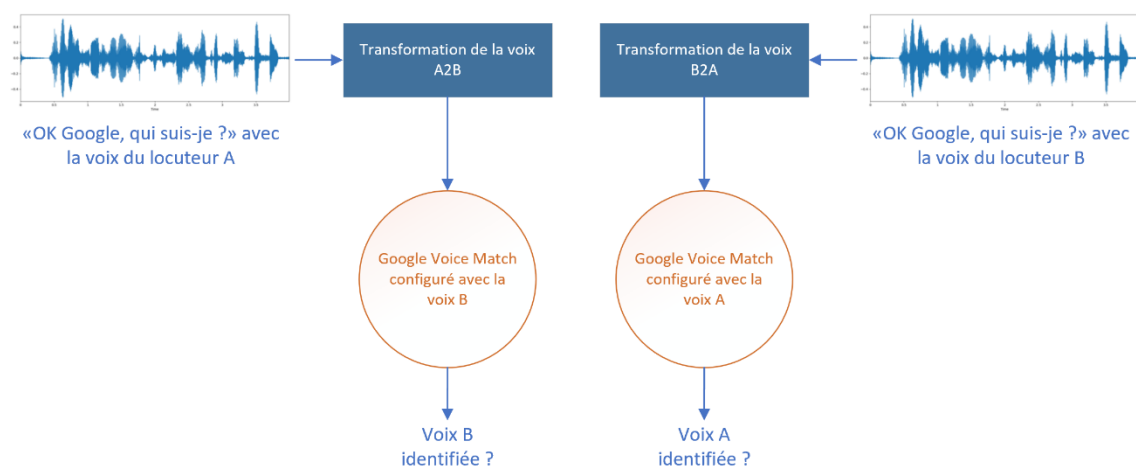 Transformation de la voix
A2B
Transformation de la voix
B2A
«OK Google, qui suis-je ?» avec
la voix du locuteur A
«OK Google, qui suis-je ?» avec
la voix du locuteur B
Google Voice Match
configuré avec la
voix B
Google Voice Match
configuré avec la
voix A
Voix B
identifiée ?
Voix A
identifiée ?